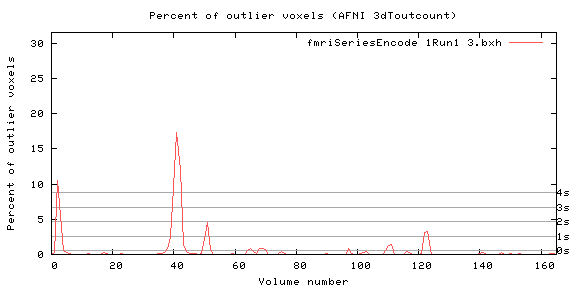 Percent of outlier voxels (AFNI 3dToutcount)
fmriSeriesEncode 1Run1 3.bxh
Percent of outlier voxels
30
25
20
15
10
5
0
4s
3s
2s
1s
0s
0 20 40 60 80 100 120 140 160
Volume number